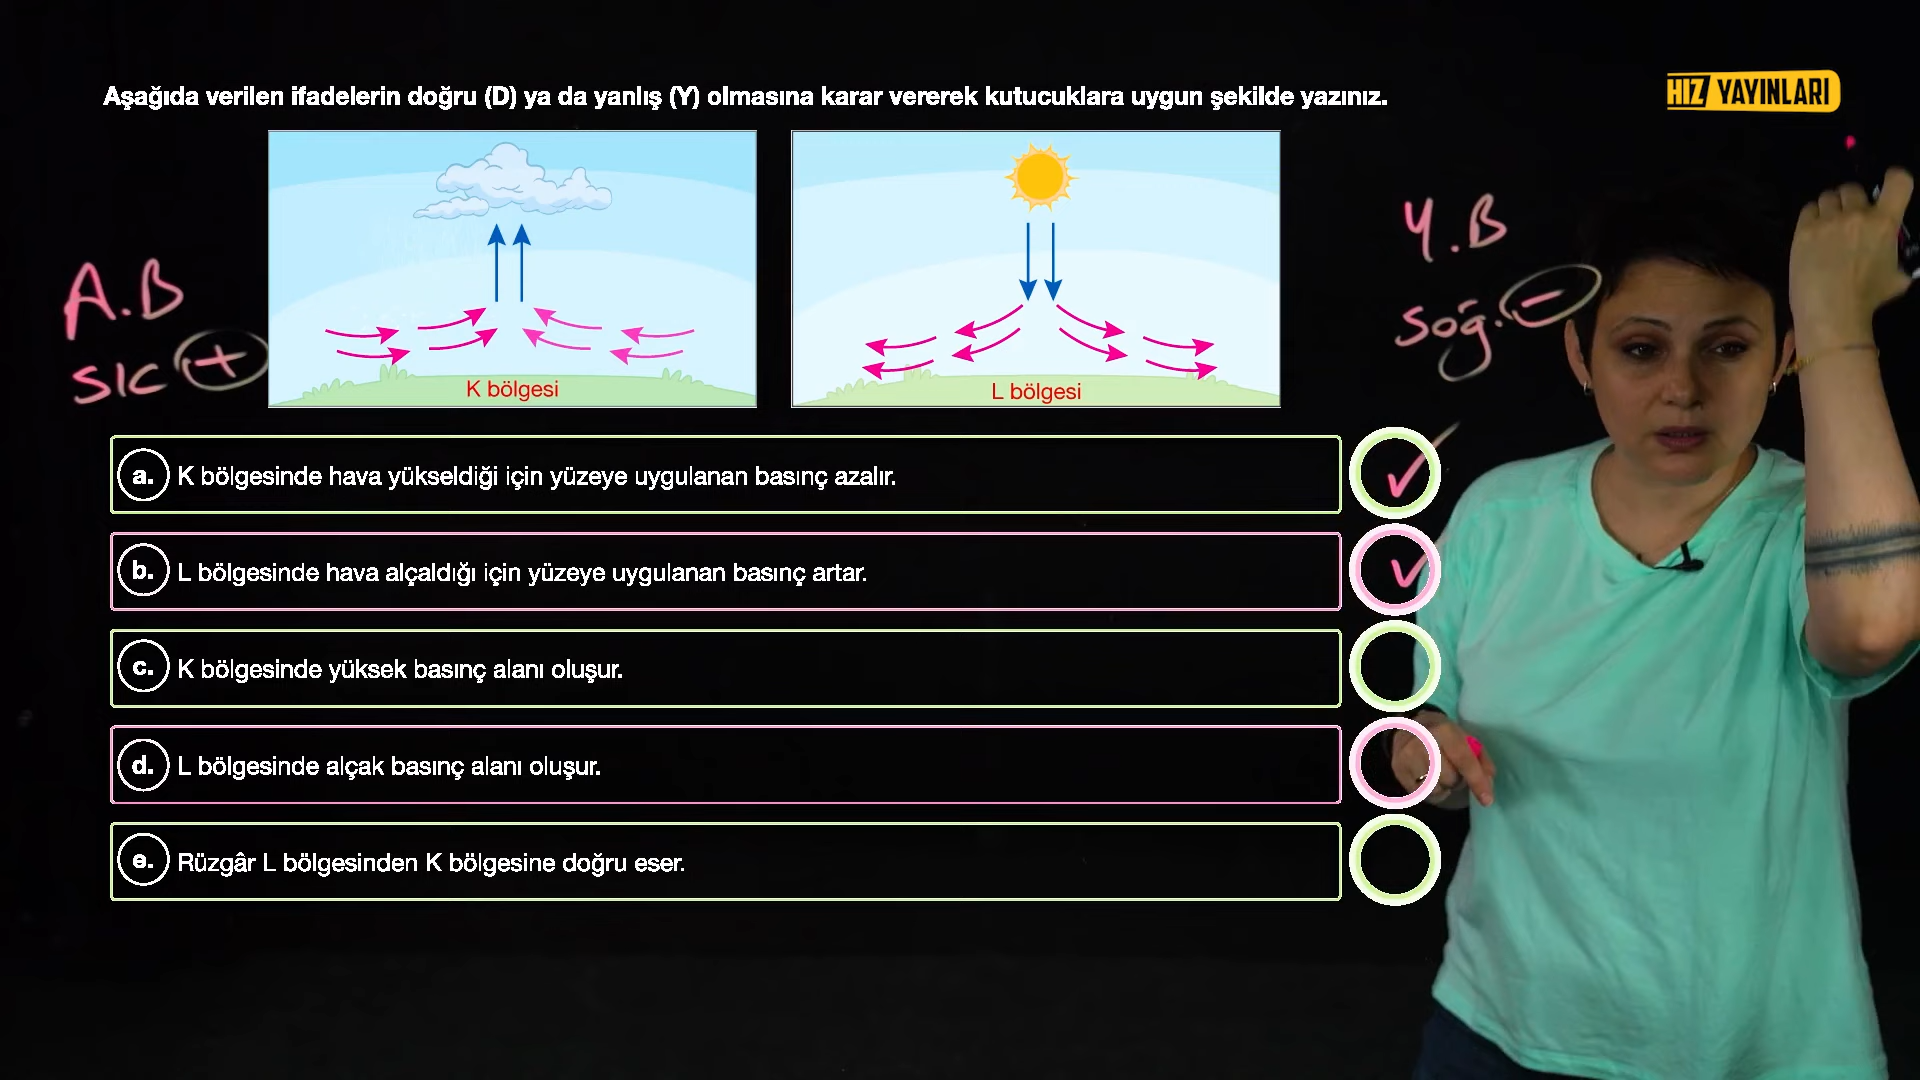 Aşağıda verilen ifadelerin doğru (D) ya da yanlış (Y) olmasına karar vererek kutucuklara uygun şekilde yazınız.
HIZ YAYINLARI
A.B
sıc +
K bölgesi
L bölgesi
Y.B
soğ. -
a. K bölgesinde hava yükseldiği için yüzeye uygulanan basınç azalır.
b. L bölgesinde hava alçaldığı için yüzeye uygulanan basınç artar.
c. K bölgesinde yüksek basınç alanı oluşur.
d. L bölgesinde alçak basınç alanı oluşur.
e. Rüzgâr L bölgesinden K bölgesine doğru eser.